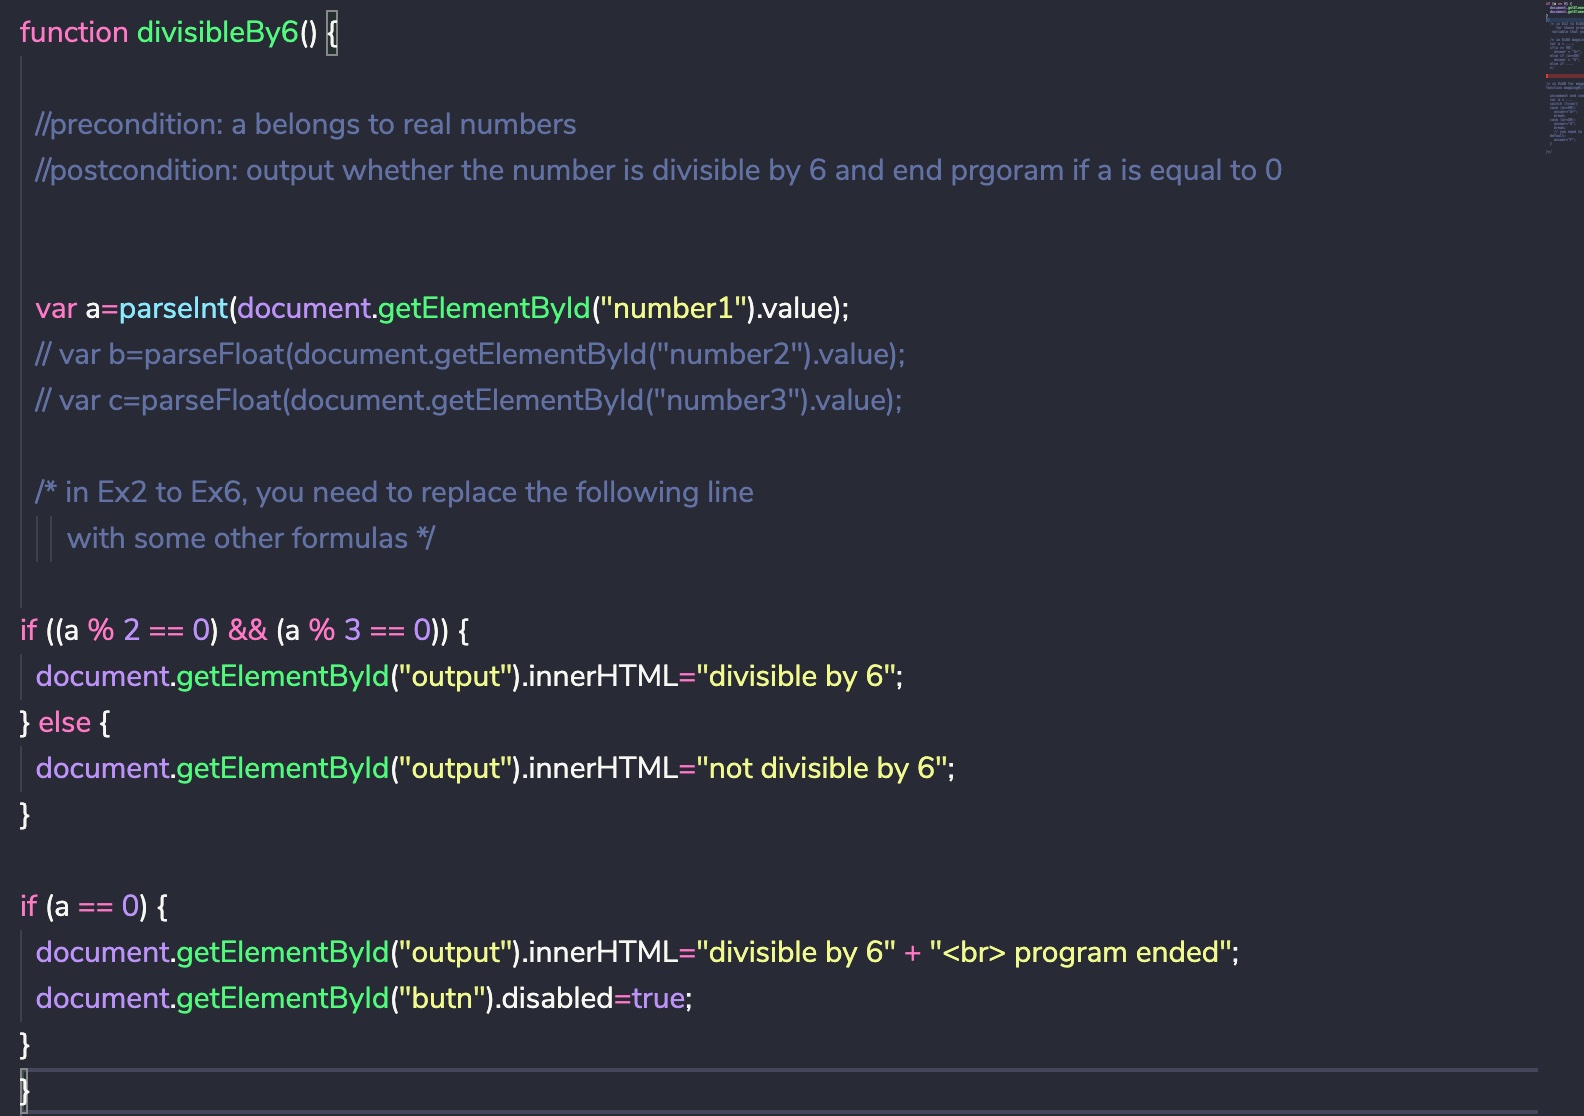 function divisibleBy6() {
//precondition: a belongs to real numbers
//postcondition: output whether the number is divisible by 6 and end prgoram if a is equal to 0
var a=parseInt(document.getElementById("number1").value);
// var b=parseFloat(document.getElementById("number2").value);
// var c=parseFloat(document.getElementById("number3").value);
/* in Ex2 to Ex6, you need to replace the following line
with some other formulas */
if ((a % 2 == 0) && (a % 3 == 0)) {
document.getElementById("output").innerHTML="divisible by 6";
} else {
document.getElementById("output").innerHTML="not divisible by 6";
}
if (a == 0) {
document.getElementById("output").innerHTML="divisible by 6" + "<br> program ended";
document.getElementById("butn").disabled=true;
}
}